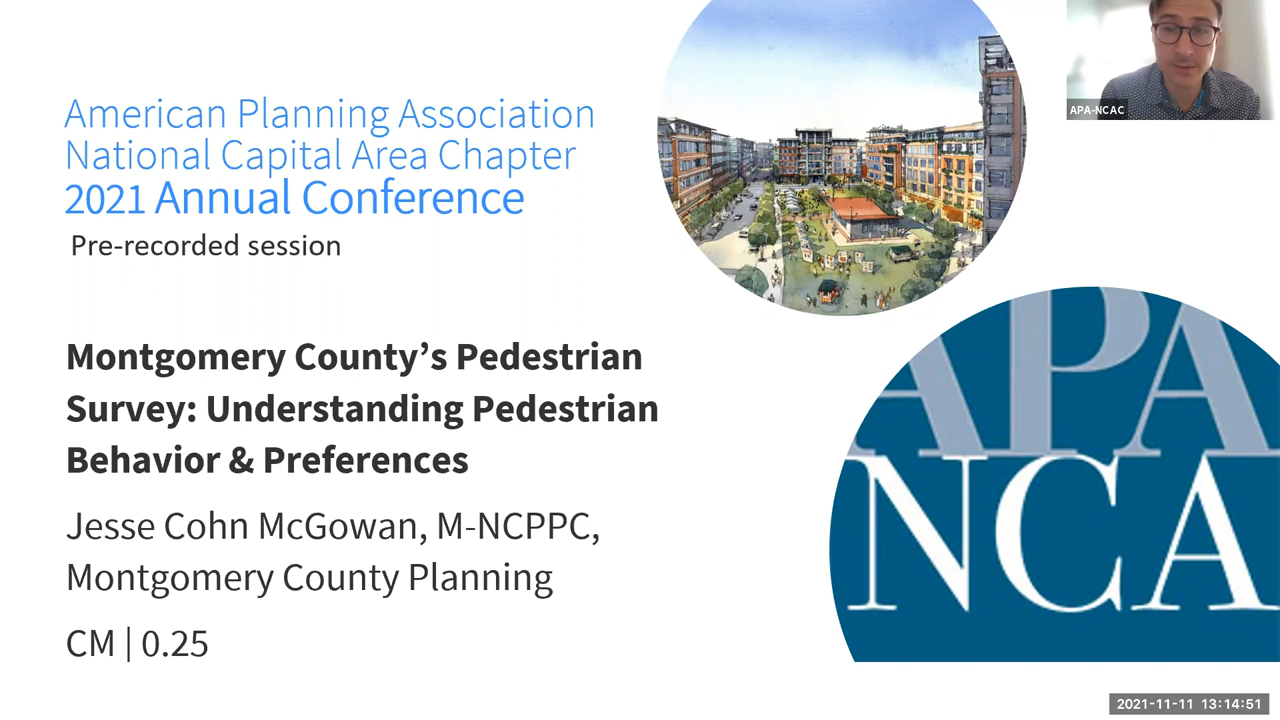 American Planning Association
National Capital Area Chapter
2021 Annual Conference
Pre-recorded session
Montgomery County’s Pedestrian
Survey: Understanding Pedestrian
Behavior & Preferences
Jesse Cohn McGowan, M-NCPPC,
Montgomery County Planning
CM | 0.25
APA-NCAC
APA
NCA
2021-11-11 13:14:51